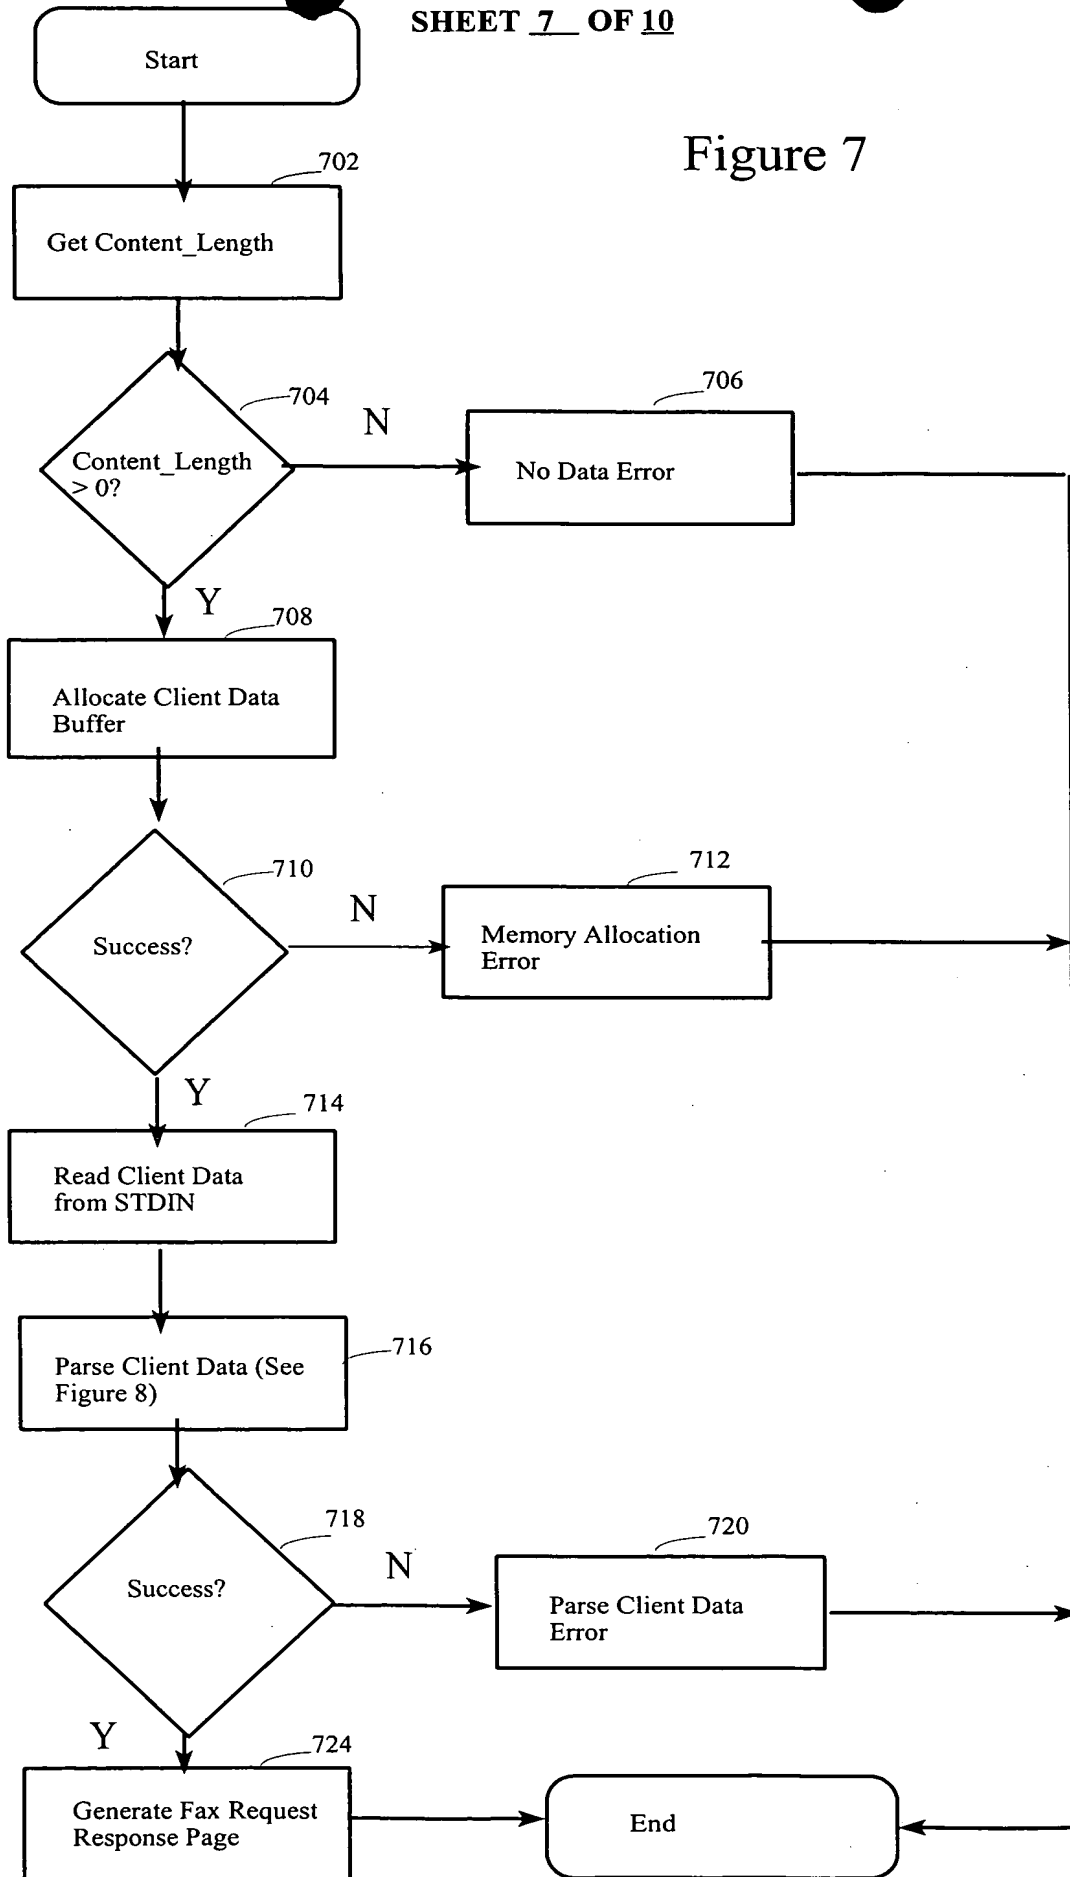 SHEET 7 OF 10
Start
Figure 7
702
Get Content_Length
704
N
706
Content_Length
> 0?
No Data Error
Y
708
Allocate Client Data
Buffer
710
N
712
Success?
Memory Allocation
Error
Y
714
Read Client Data
from STDIN
716
Parse Client Data (See
Figure 8)
718
N
720
Success?
Parse Client Data
Error
Y
724
Generate Fax Request
Response Page
End